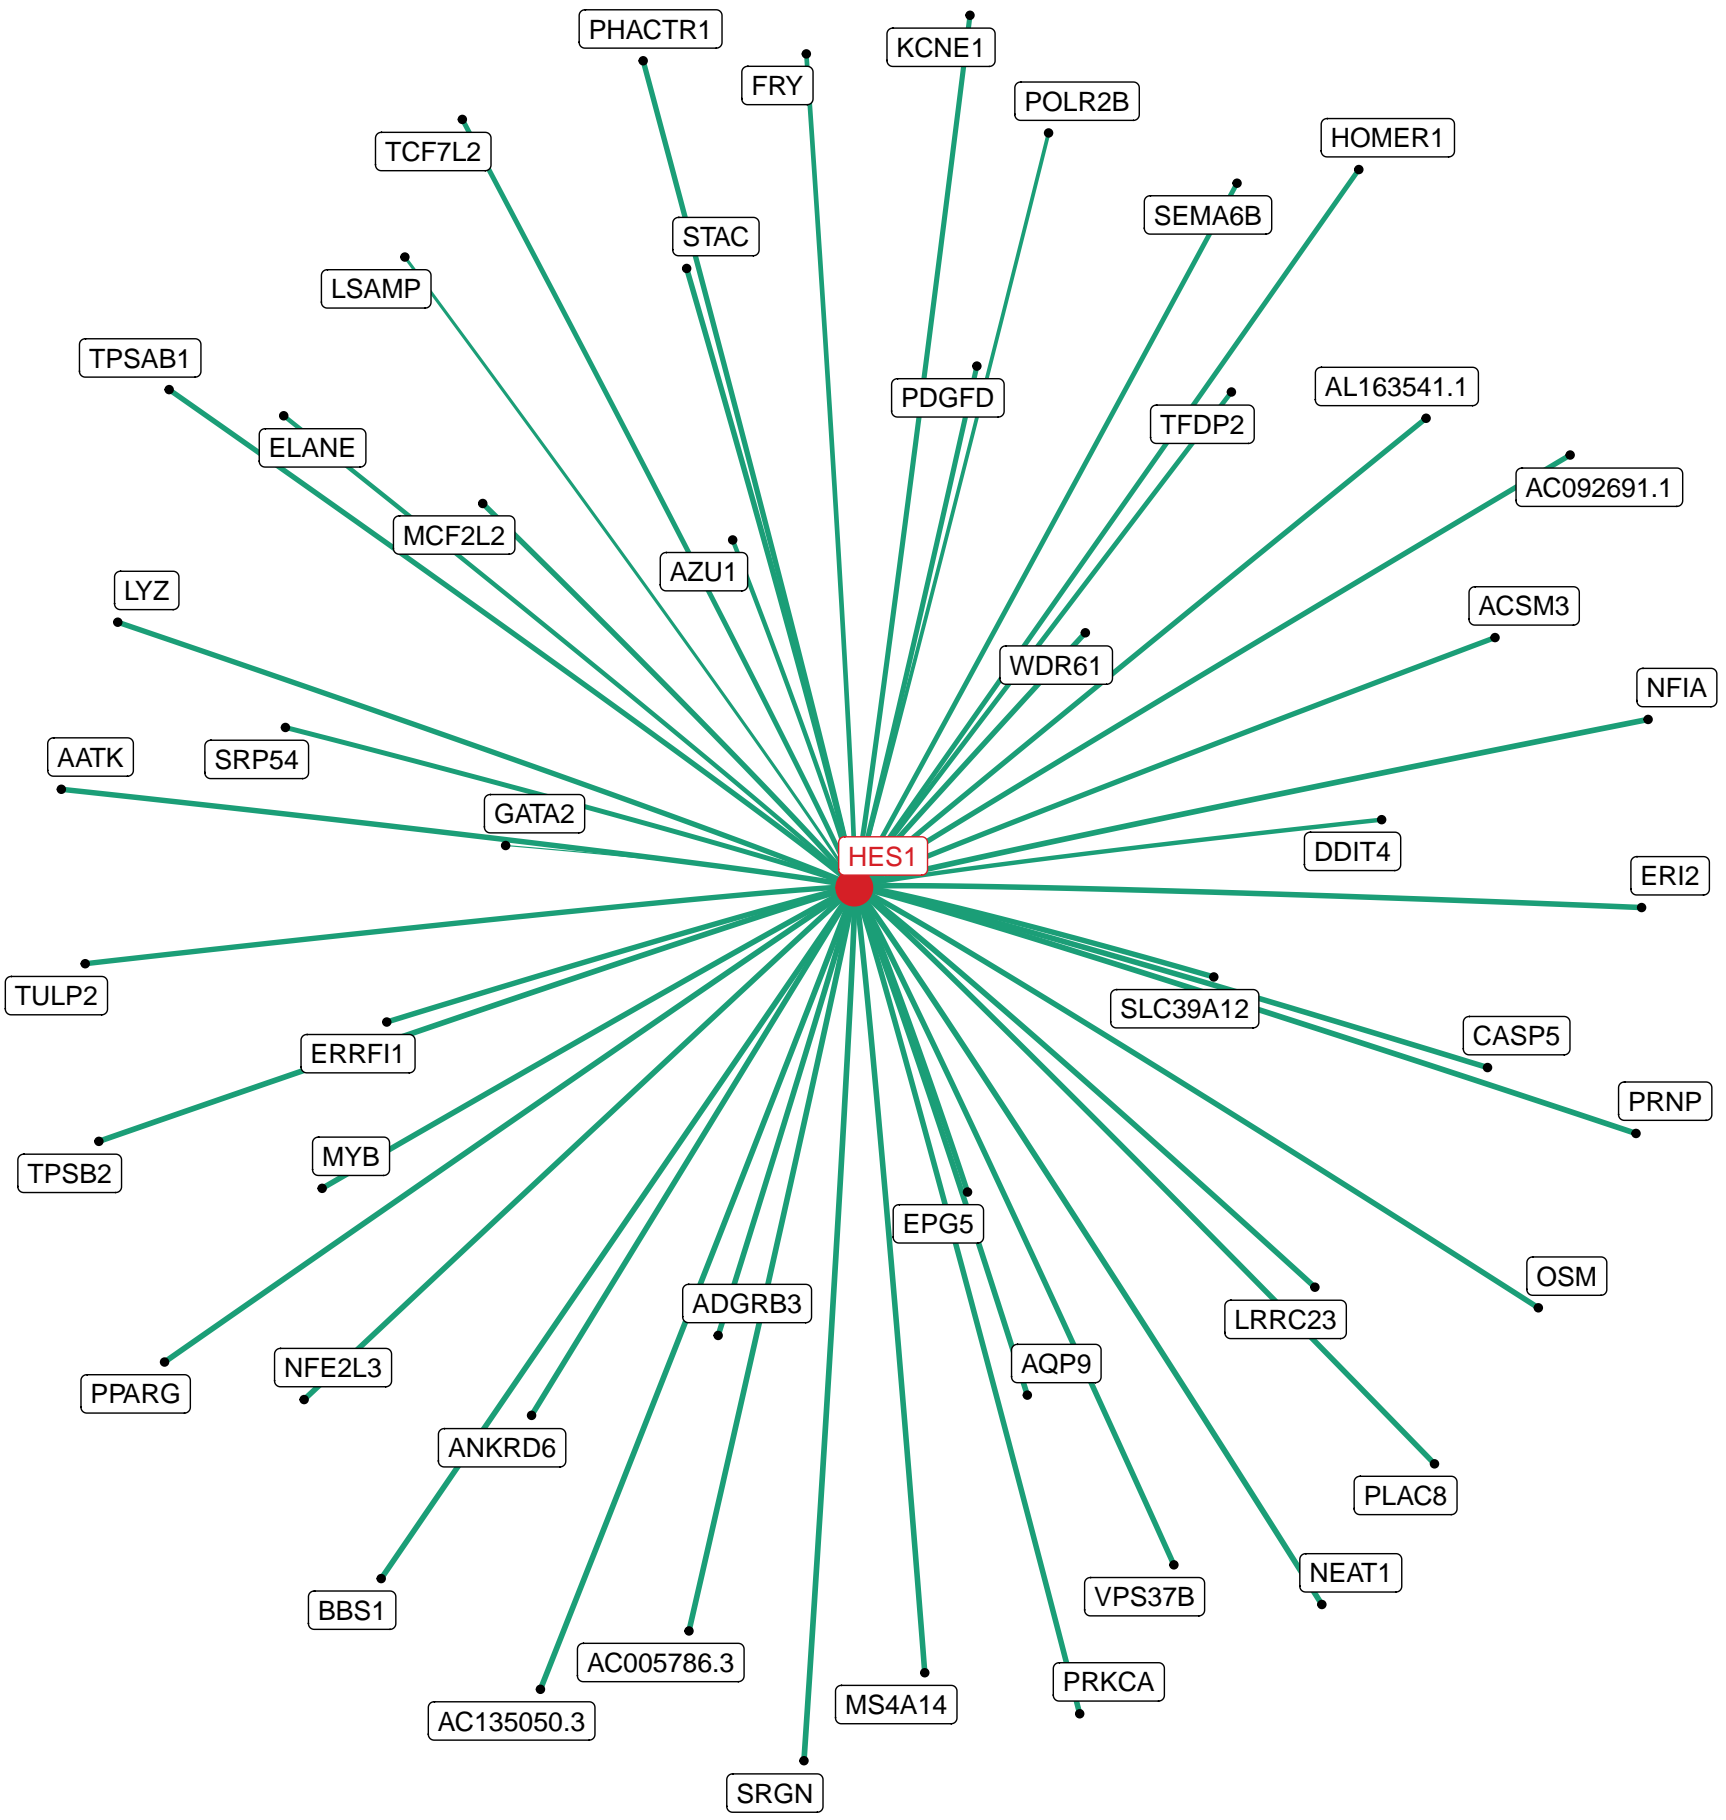 PHACTR1
KCNE1
FRY
POLR2B
HOMER1
TCF7L2
SEMA6B
STAC
LSAMP
TPSAB1
AL163541.1
PDGFD
TFDP2
ELANE
AC092691.1
MCF2L2
AZU1
LYZ
ACSM3
WDR61
NFIA
AATK
SRP54
GATA2
DDIT4
HES1
ERI2
TULP2
SLC39A12
CASP5
ERRFI1
PRNP
MYB
TPSB2
EPG5
OSM
ADGRB3
LRRC23
AQP9
NFE2L3
PPARG
ANKRD6
PLAC8
NEAT1
VPS37B
BBS1
AC005786.3
PRKCA
MS4A14
AC135050.3
SRGN